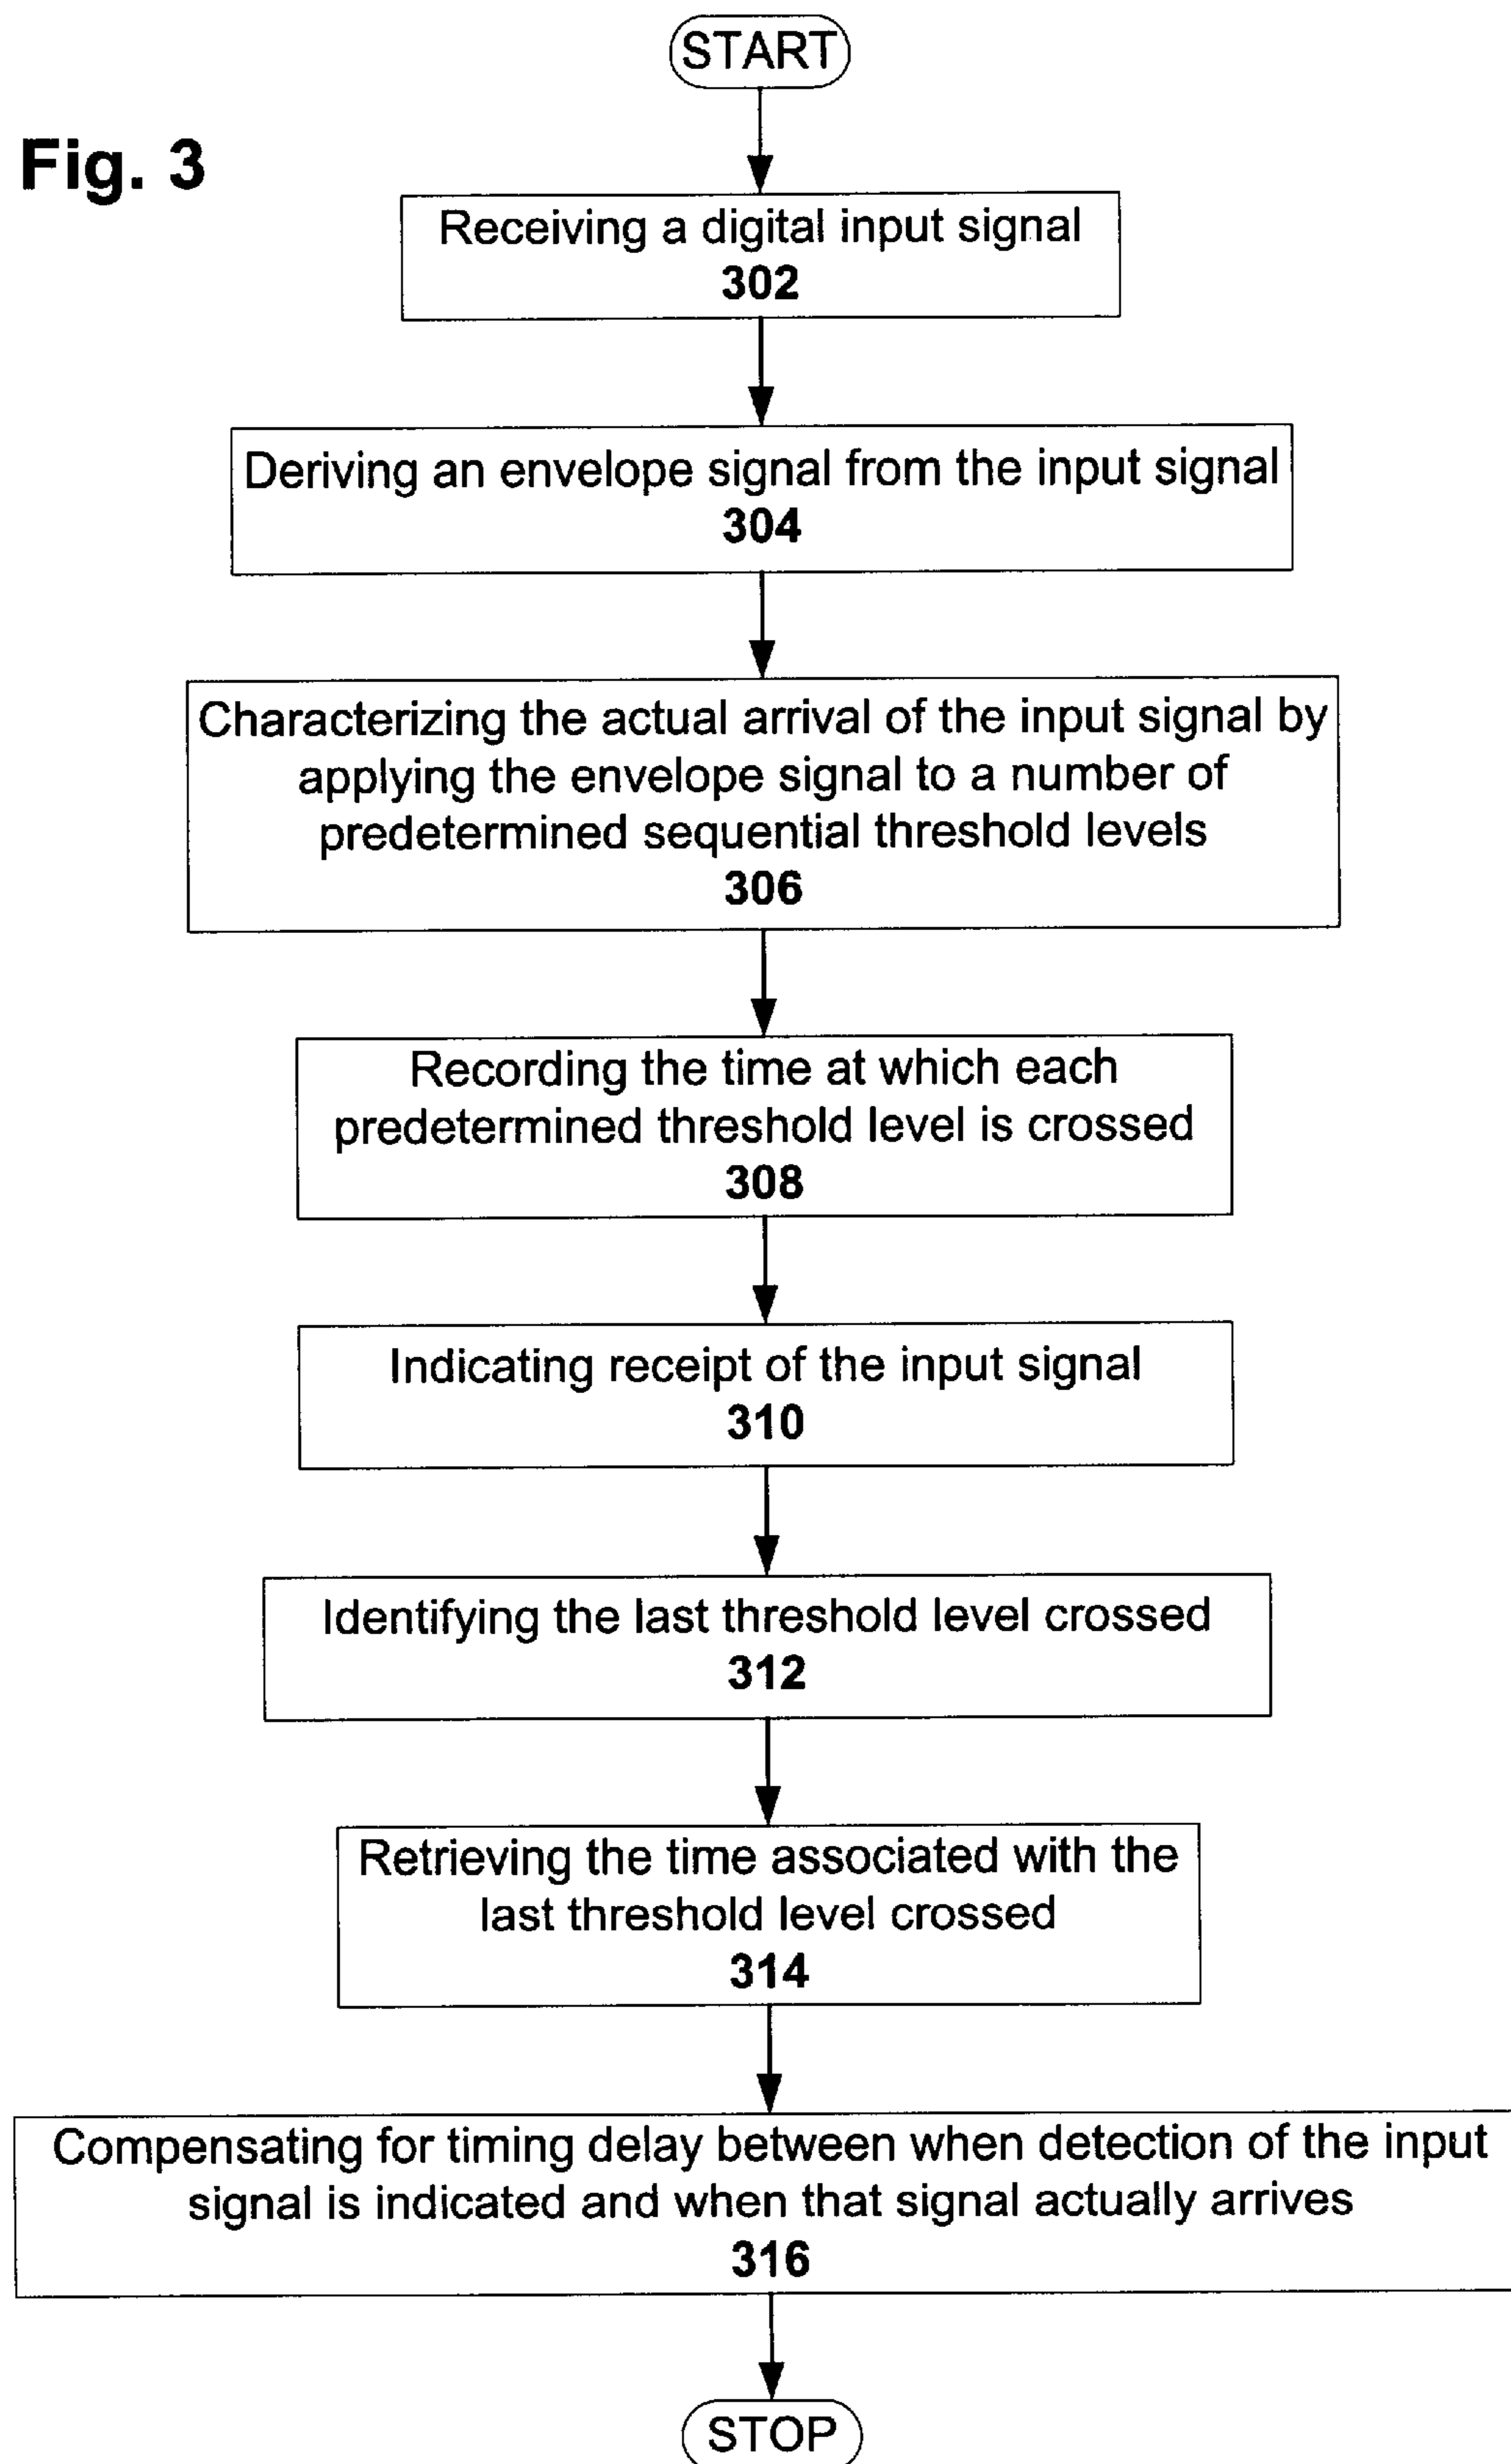 START
Fig. 3
Receiving a digital input signal
302
Deriving an envelope signal from the input signal
304
Characterizing the actual arrival of the input signal by
applying the envelope signal to a number of
predetermined sequential threshold levels
306
Recording the time at which each
predetermined threshold level is crossed
308
Indicating receipt of the input signal
310
Identifying the last threshold level crossed
312
Retrieving the time associated with the
last threshold level crossed
314
Compensating for timing delay between when detection of the input
signal is indicated and when that signal actually arrives
316
STOP